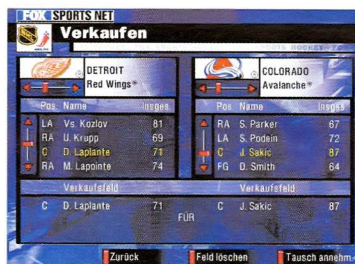 FOX SPORTS NET
Verkaufen
DETROIT
Red Wings®
COLORADO
Avalanche®
Pos Name Insges.
LA Vs. Kozlov 81
RA U. Krupp 69
C D. Laplante 71
RA M. Lapointe 74
Pos. Name Insges.
RA S. Parker 67
LA S. Podein 72
C J. Sakic 87
FG D. Smith 64
Verkaufsfeld
Verkaufsfeld
C D. Laplante 71
FÜR
C J. Sakic 87
Zurück
Feld löschen
Tausch annehm.